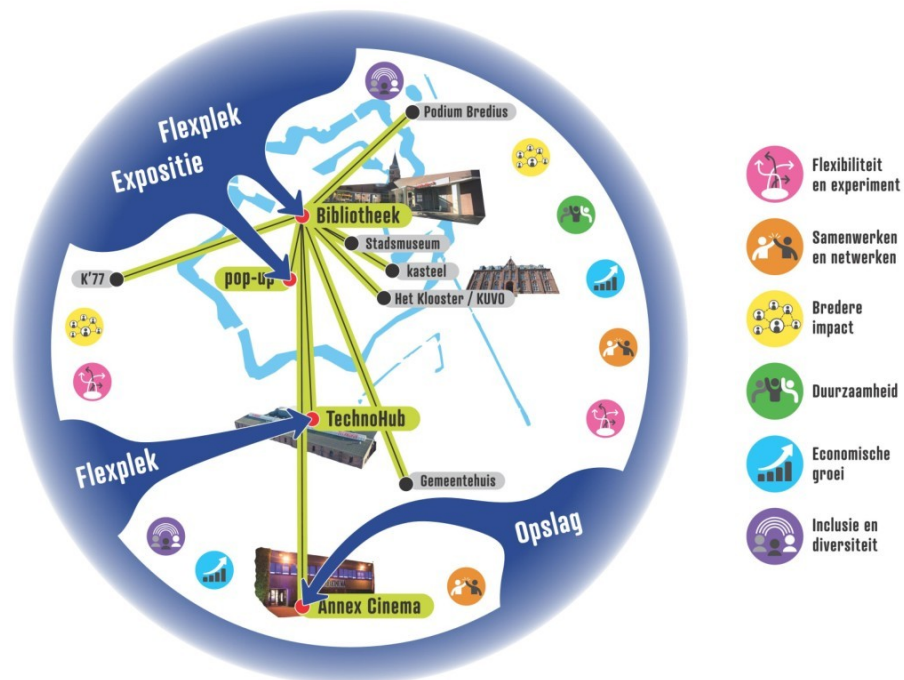 Flexplek
Expositie
Podium Bredius
Bibliotheek
Stadsmuseum
kasteel
K'77
pop-up
Het Klooster / KUVO
TechnoHub
Flexplek
Gemeentehuis
Opslag
Annex Cinema
Flexibiliteit
en experiment
Samenwerken
en netwerken
Bredere
impact
Duurzaamheid
Economische
groei
Inclusie en
diversiteit